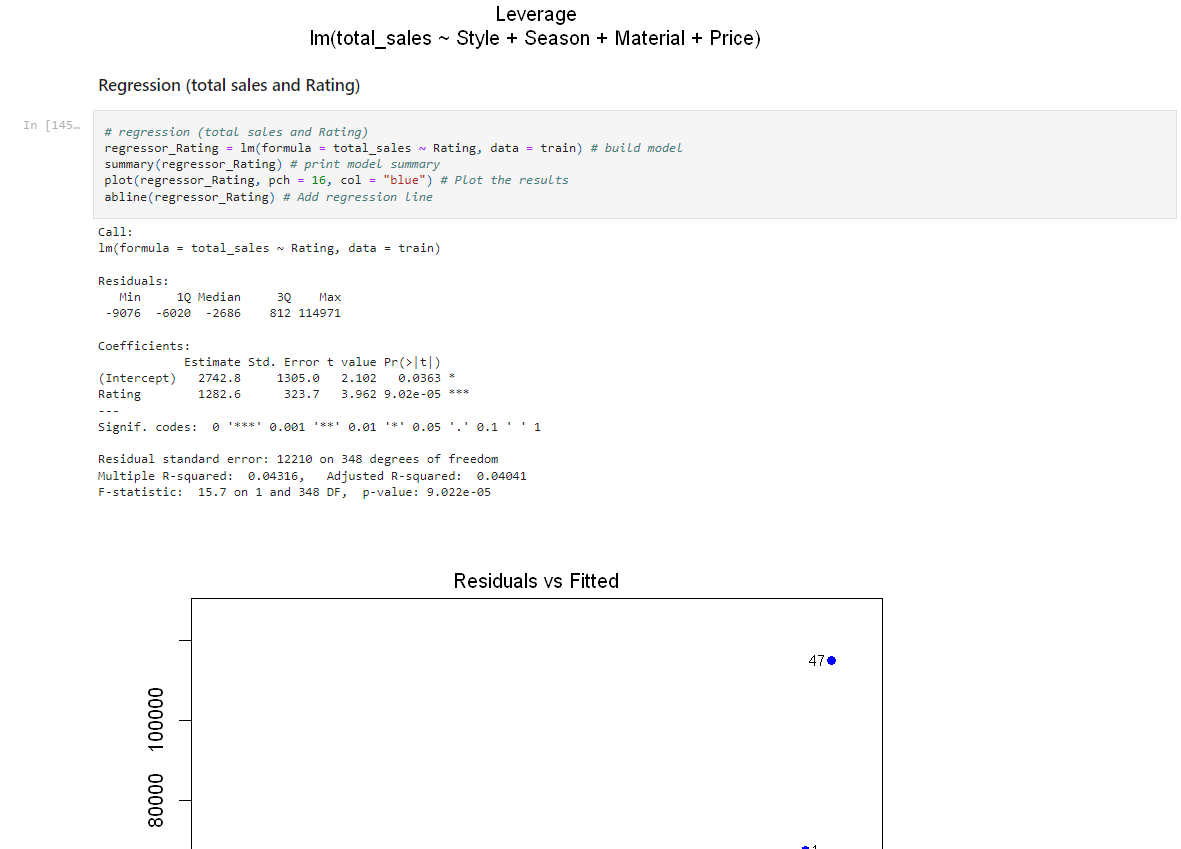 Leverage
lm(total_sales ~ Style + Season + Material + Price)
Regression (total sales and Rating)
In [145…
# regression (total sales and Rating)
regressor_Rating = lm(formula = total_sales ~ Rating, data = train) # build model
summary(regressor_Rating) # print model summary
plot(regressor_Rating, pch = 16, col = "blue") # Plot the results
abline(regressor_Rating) # Add regression line
Call:
lm(formula = total_sales ~ Rating, data = train)
Residuals:
   Min     1Q Median     3Q    Max
 -9076  -6020  -2686    812 114971
Coefficients:
            Estimate Std. Error t value Pr(>|t|)
(Intercept)   2742.8     1305.0   2.102   0.0363 *
Rating        1282.6      323.7   3.962 9.02e-05 ***
---
Signif. codes:  0 '***' 0.001 '**' 0.01 '*' 0.05 '.' 0.1 ' ' 1
Residual standard error: 12210 on 348 degrees of freedom
Multiple R-squared:  0.04316,   Adjusted R-squared:  0.04041
F-statistic:  15.7 on 1 and 348 DF,  p-value: 9.022e-05
Residuals vs Fitted
47
100000
80000
1